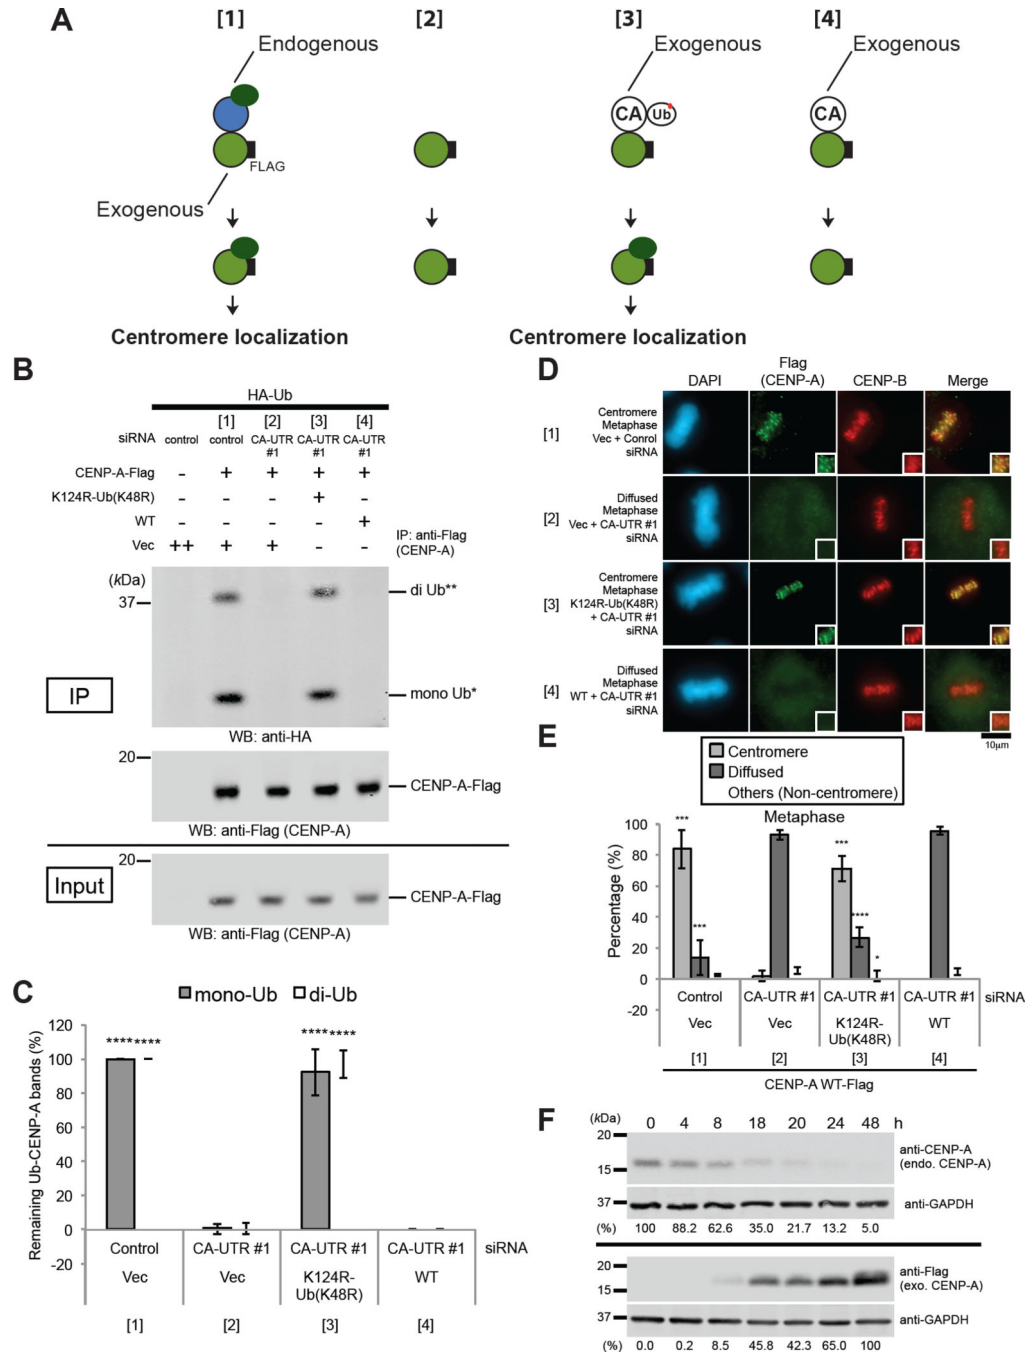 A
[1]
[2]
[3]
[4]
Endogenous
Exogenous
Exogenous
CA
Ub
CA
FLAG
Exogenous
Centromere localization
Centromere localization
B
HA-Ub
[1] [2] [3] [4]
siRNA control control CA-UTR #1 CA-UTR #1 CA-UTR #1
CENP-A-Flag – + + + +
K124R-Ub(K48R) – – – + –
WT – – – – +
Vec ++ + + – –
IP: anti-Flag
(CENP-A)
(kDa)
37
di Ub**
IP
mono Ub*
WB: anti-HA
20
CENP-A-Flag
WB: anti-Flag (CENP-A)
20
Input
CENP-A-Flag
WB: anti-Flag (CENP-A)
C
mono-Ub di-Ub
Remaining Ub-CENP-A bands (%)
120
100
80
60
40
20
0
-20
**** ****
**** ****
Control CA-UTR #1 CA-UTR #1 CA-UTR #1 siRNA
Vec Vec K124R-Ub(K48R) WT
[1] [2] [3] [4]
D
DAPI
Flag
(CENP-A)
CENP-B
Merge
[1]
Centromere
Metaphase
Vec + Conrol
siRNA
[2]
Diffused
Metaphase
Vec + CA-UTR #1
siRNA
[3]
Centromere
Metaphase
K124R-Ub(K48R)
+ CA-UTR #1
siRNA
[4]
Diffused
Metaphase
WT + CA-UTR #1
siRNA
10μm
E
Centromere
Diffused
Others (Non-centromere)
Metaphase
Percentage (%)
100
80
60
40
20
0
-20
***
***
***
****
*
Control CA-UTR #1 CA-UTR #1 CA-UTR #1 siRNA
Vec Vec K124R-Ub(K48R) WT
[1] [2] [3] [4]
CENP-A WT-Flag
F
(kDa) 0 4 8 18 20 24 48 h
20
15
anti-CENP-A
(endo. CENP-A)
37
anti-GAPDH
(%) 100 88.2 62.6 35.0 21.7 13.2 5.0
20
15
anti-Flag
(exo. CENP-A)
37
anti-GAPDH
(%) 0.0 0.2 8.5 45.8 42.3 65.0 100